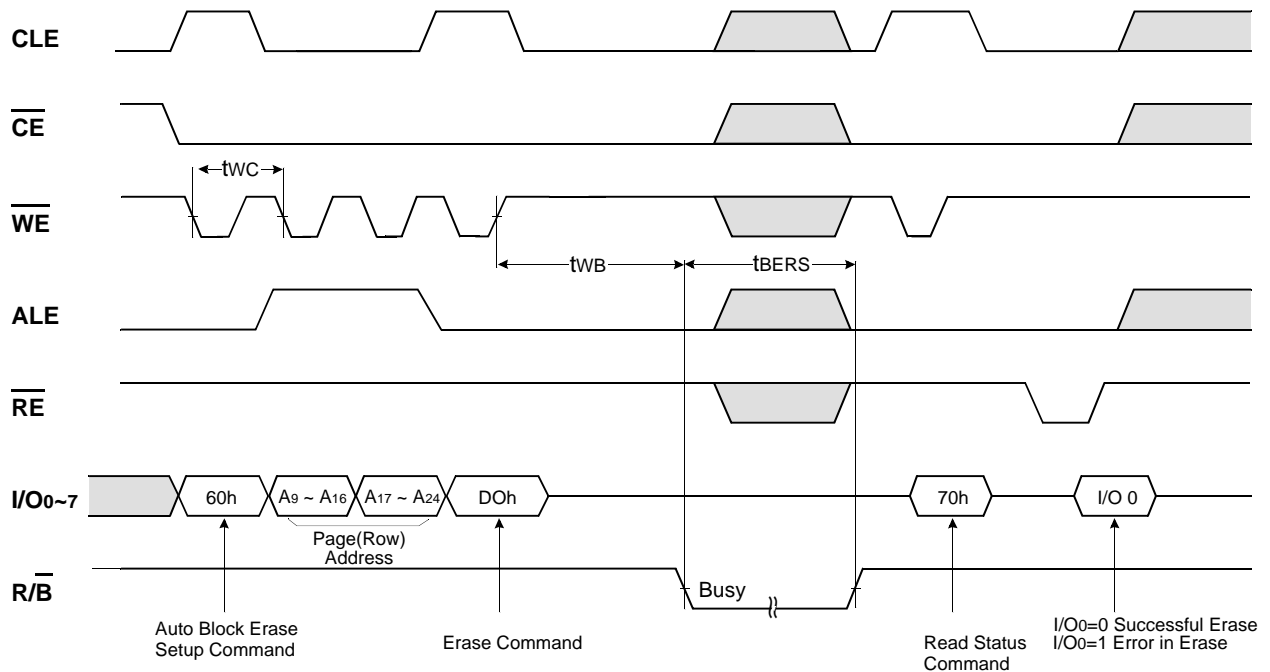 CLE
CE
tWC
WE
tWB
tBERS
ALE
RE
I/O0~7
60h
A9 ~ A16
A17 ~ A24
DOh
70h
I/O 0
Page(Row)
Address
R/B
Busy
Auto Block Erase
Setup Command
Erase Command
Read Status
Command
I/O0=0 Successful Erase
I/O0=1 Error in Erase